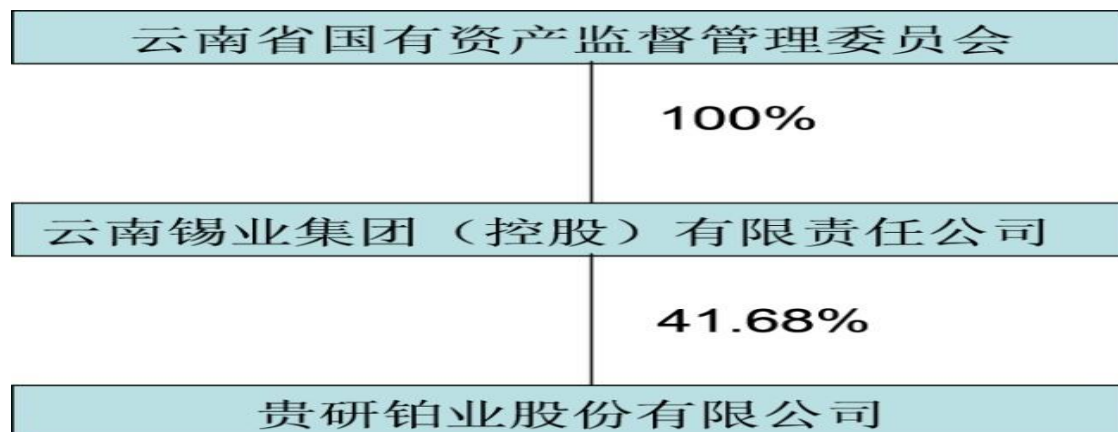 云南省国有资产监督管理委员会
100%
云南锡业集团（控股）有限责任公司
41.68%
贵研铂业股份有限公司